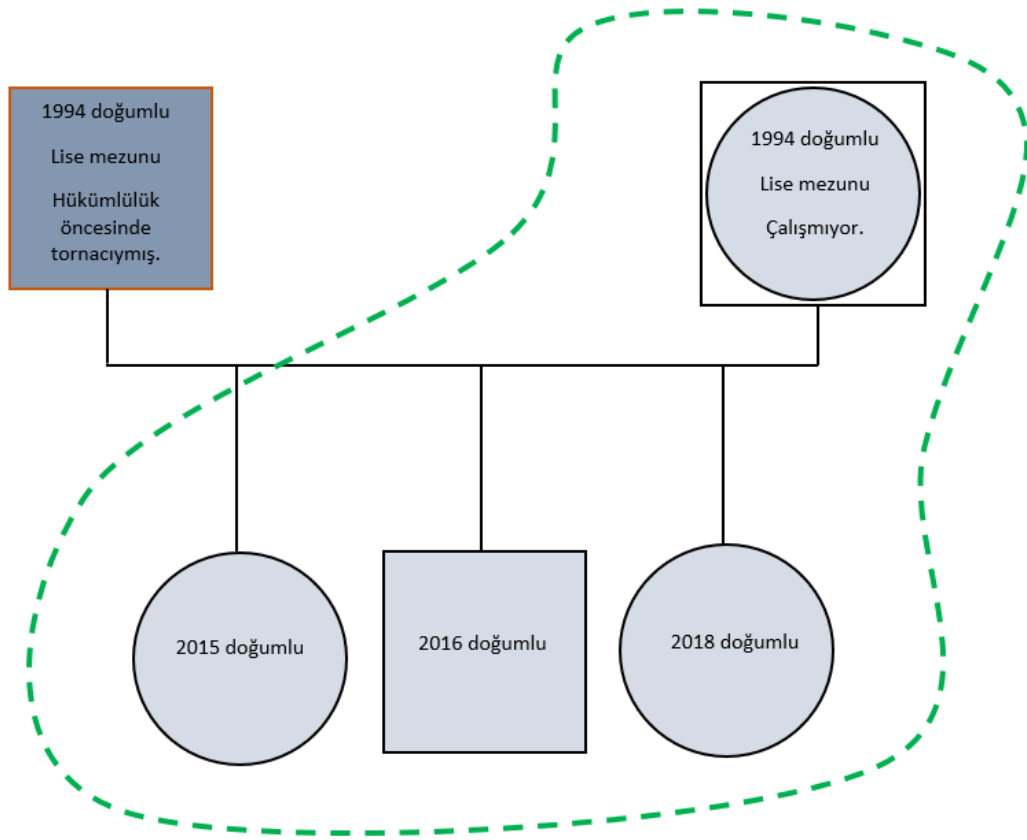 1994 doğumlu
Lise mezunu
Hükümlülük
öncesinde
tornacıymış.
1994 doğumlu
Lise mezunu
Çalışmıyor.
2015 doğumlu
2016 doğumlu
2018 doğumlu